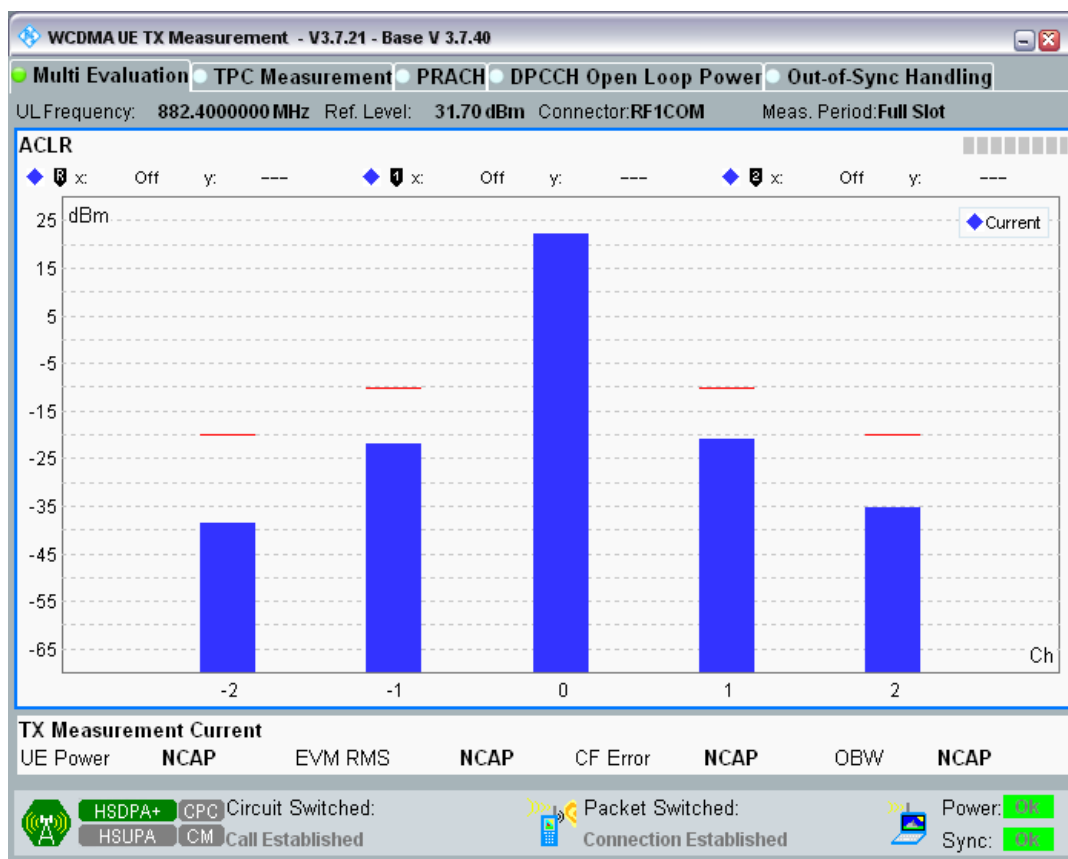 WCDMA UE TX Measurement - V3.7.21 - Base V 3.7.40
Multi Evaluation TPC Measurement PRACH DPCCH Open Loop Power Out-of-Sync Handling
UL Frequency: 882.4000000 MHz Ref. Level: 31.70 dBm Connector:RF1COM Meas. Period:Full Slot
ACLR
R x: Off y: --- 1 x: Off y: --- 2 x: Off y: ---
dBm
Current
25
15
5
-5
-15
-25
-35
-45
-55
-65
Ch
-2 -1 0 1 2
TX Measurement Current
UE Power NCAP EVM RMS NCAP CF Error NCAP OBW NCAP
HSDPA+ CPC Circuit Switched: Packet Switched: Power: Ok
HSUPA CM Call Established Connection Established Sync: Ok